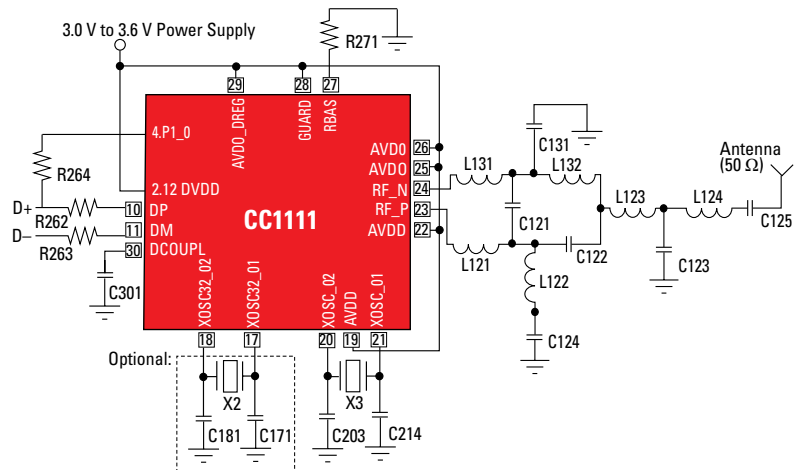 3.0 V to 3.6 V Power Supply
R271
29
28
27
AVDO_DREG
GUARD
RBAS
4.P1_0
R264
2.12 DVDD
D+
R262
10
DP
D–
R263
11
DM
30
DCOUPL
C301
CC1111
AVD0
26
AVDO
25
RF_N
24
RF_P
23
AVDD
22
XOSC32_02
XOSC32_01
XOSC_02
AVDD
XOSC_01
18
17
20
19
21
Optional:
X2
X3
C181
C171
C203
C214
L131
C131
L132
C121
L121
C122
L122
C124
L123
C123
L124
C125
Antenna
(50 Ω)